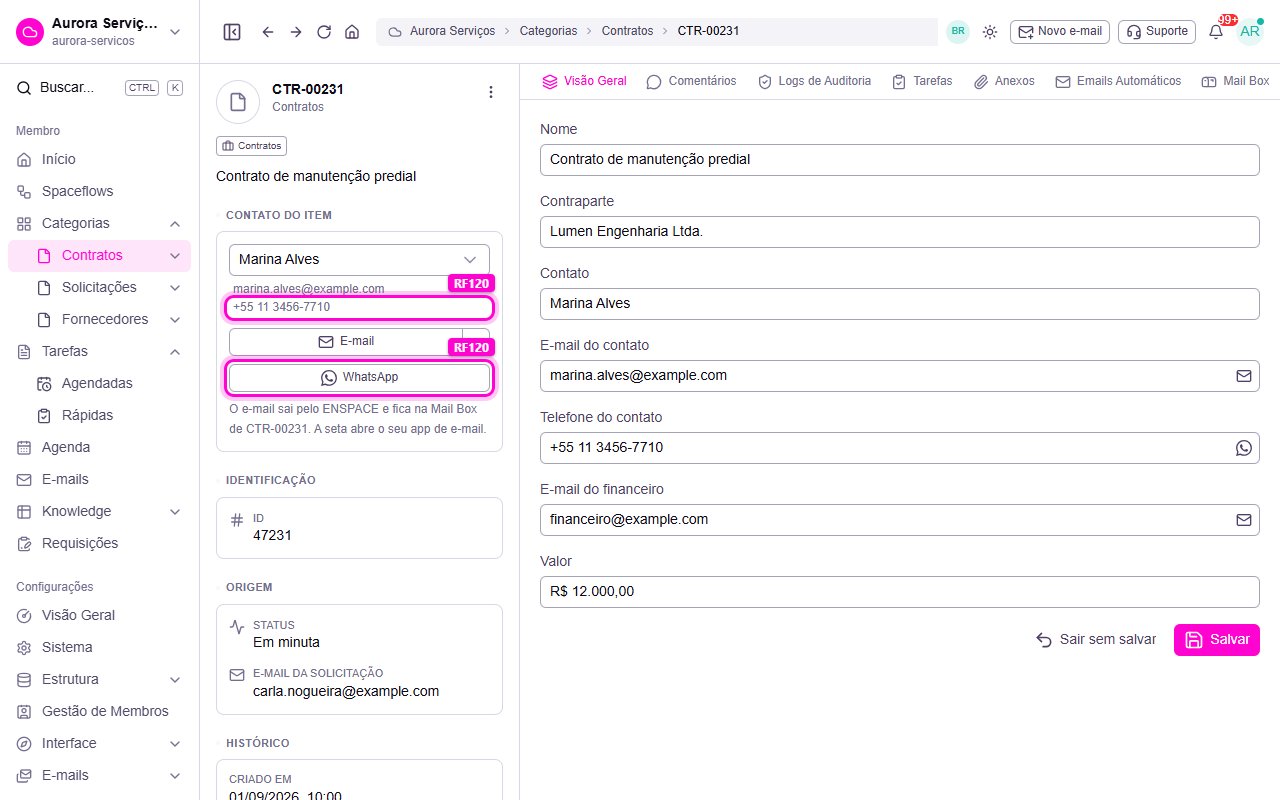 Aurora Serviç...
aurora-servicos
Aurora Serviços
Categorias
Contratos
CTR-00231
BR
Novo e-mail
Suporte
99+
AR
Buscar...
CTRL
K
Membro
Início
Spaceflows
Categorias
Contratos
Solicitações
Fornecedores
Tarefas
Agendadas
Rápidas
Agenda
E-mails
Knowledge
Requisições
Configurações
Visão Geral
Sistema
Estrutura
Gestão de Membros
Interface
E-mails
CTR-00231
Contratos
Contratos
Contrato de manutenção predial
CONTATO DO ITEM
Marina Alves
RF120
marina.alves@example.com
+55 11 3456-7710
E-mail
RF120
WhatsApp
O e-mail sai pelo ENSPACE e fica na Mail Box
de CTR-00231. A seta abre o seu app de e-mail.
IDENTIFICAÇÃO
ID
47231
ORIGEM
STATUS
Em minuta
E-MAIL DA SOLICITAÇÃO
carla.nogueira@example.com
HISTÓRICO
CRIADO EM
01/09/2026, 10:00
Visão Geral
Comentários
Logs de Auditoria
Tarefas
Anexos
Emails Automáticos
Mail Box
Nome
Contrato de manutenção predial
Contraparte
Lumen Engenharia Ltda.
Contato
Marina Alves
E-mail do contato
marina.alves@example.com
Telefone do contato
+55 11 3456-7710
E-mail do financeiro
financeiro@example.com
Valor
R$ 12.000,00
Sair sem salvar
Salvar